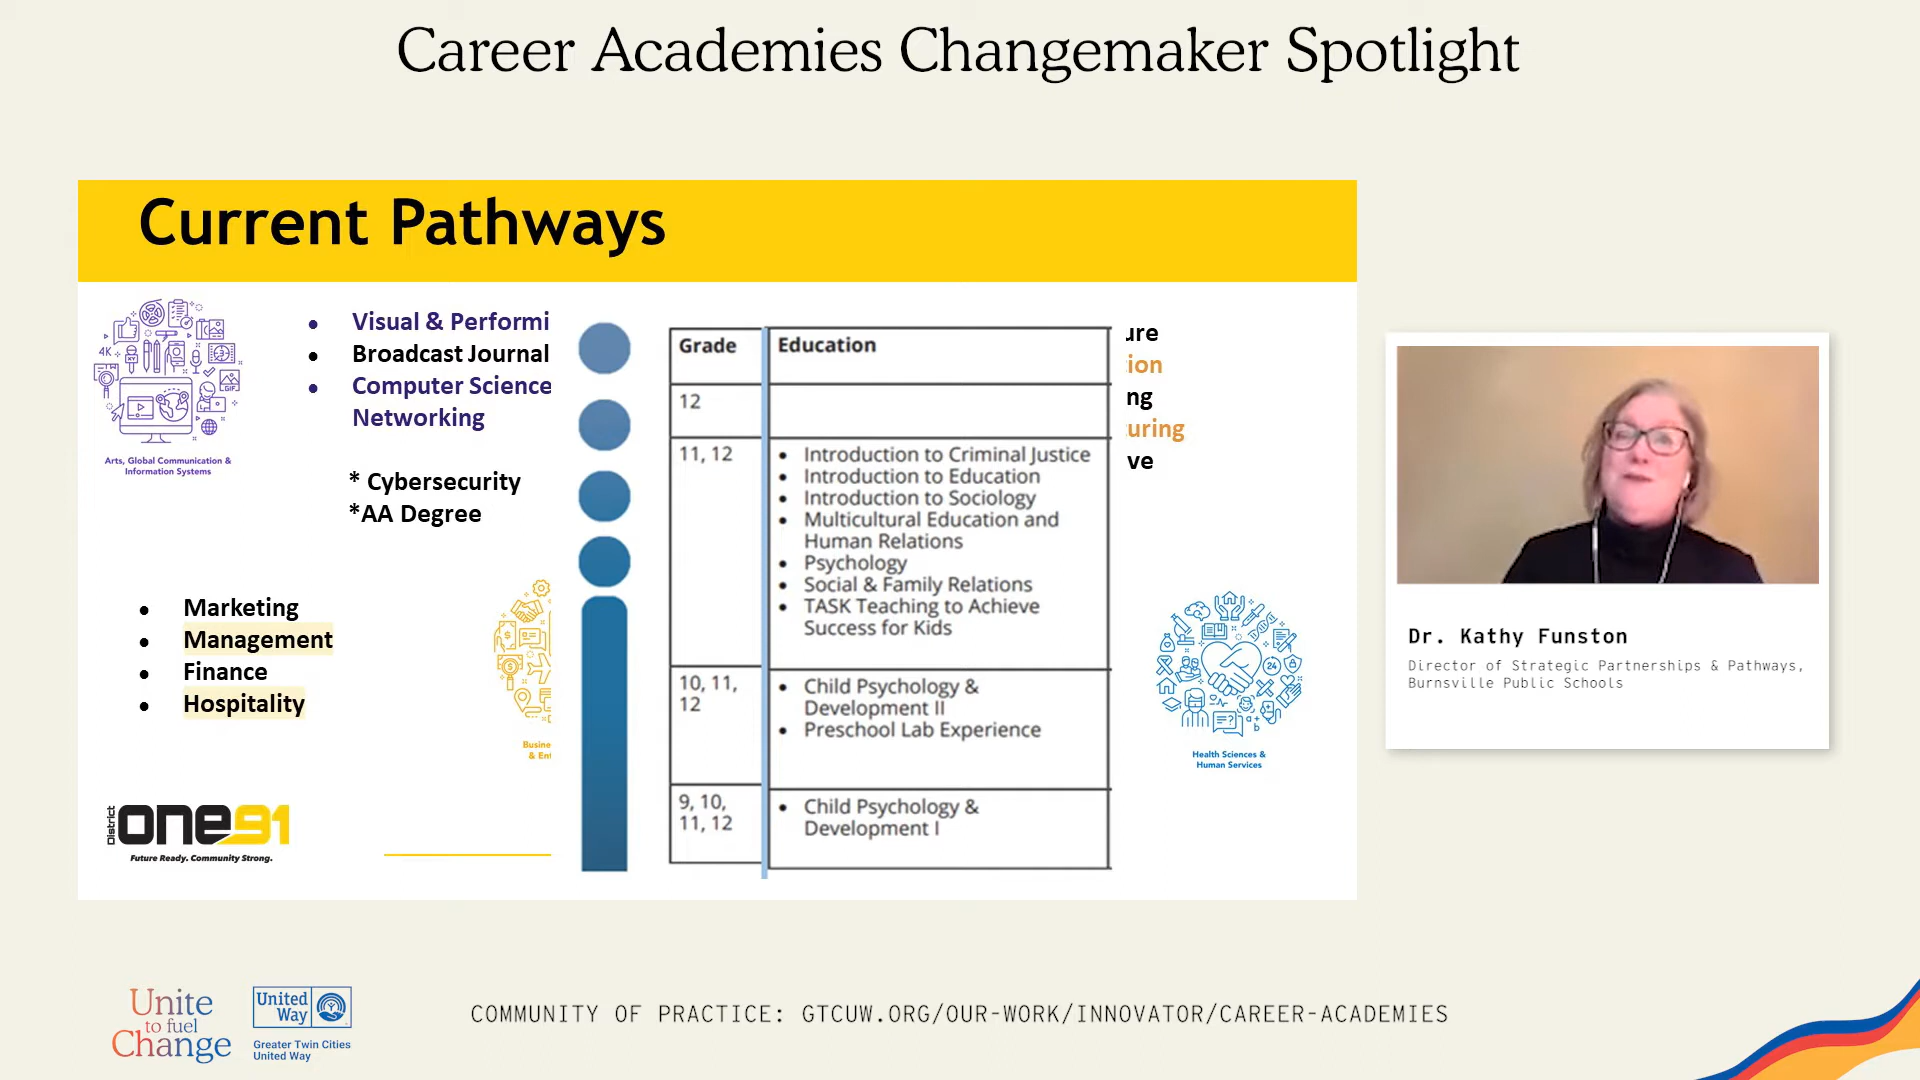 Career Academies Changemaker Spotlight
Current Pathways
4K
GIF
Arts, Global Communication &
Information Systems
• Visual & Performi
• Broadcast Journal
• Computer Science
Networking
* Cybersecurity
*AA Degree
• Marketing
• Management
• Finance
• Hospitality
Busine
& Ent
District
one91
Future Ready. Community Strong.
Grade Education
12
11, 12
• Introduction to Criminal Justice
• Introduction to Education
• Introduction to Sociology
• Multicultural Education and
Human Relations
• Psychology
• Social & Family Relations
• TASK Teaching to Achieve
Success for Kids
10, 11,
12
• Child Psychology &
Development II
• Preschool Lab Experience
9, 10,
11, 12
• Child Psychology &
Development I
ure
ion
ng
uring
ve
24
Health Sciences &
Human Services
Dr. Kathy Funston
Director of Strategic Partnerships & Pathways,
Burnsville Public Schools
Unite
to fuel
Change
United
Way
Greater Twin Cities
United Way
COMMUNITY OF PRACTICE: GTCUW.ORG/OUR-WORK/INNOVATOR/CAREER-ACADEMIES